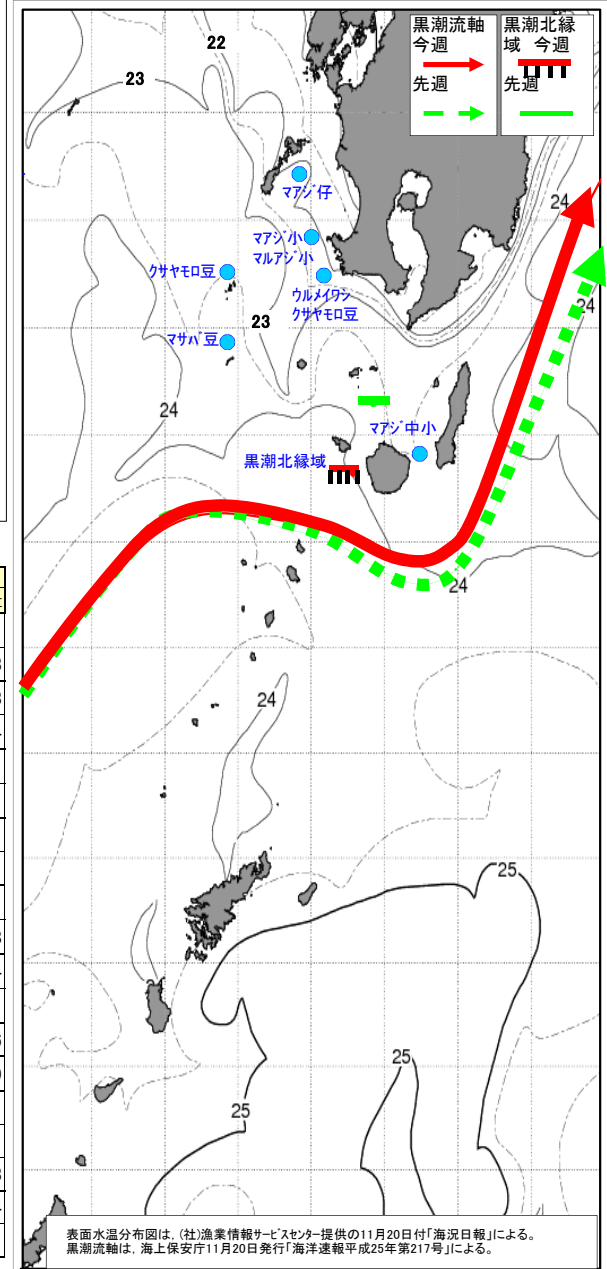 黒潮流軸
今週
先週
黒潮北縁
域 今週
先週
22
23
24
マアジ仔
マアジ小
マルアジ小
クサヤモロ豆
ウルメイワシ
クサヤモロ豆
24
23
マサバ豆
24
マアジ中小
黒潮北縁域
24
24
25
24
25
25
表面水温分布図は、(社)漁業情報サービスセンター提供の11月20日付「海況日報」による。
黒潮流軸は、海上保安庁11月20日発行「海洋速報平成25年第217号」による。